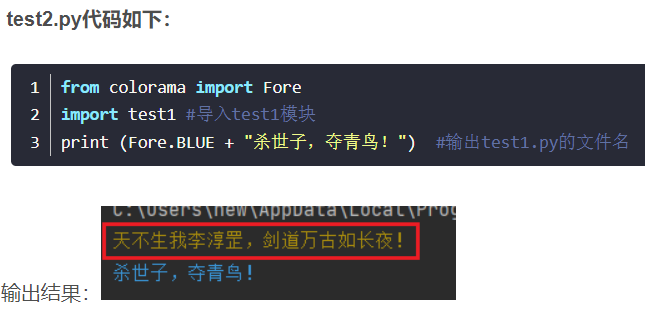 test2.py代码如下：
1 from colorama import Fore
2 import test1 #导入test1模块
3 print (Fore.BLUE + "杀世子，夺青鸟！") #输出test1.py的文件名
C:\Users\new\AppData\Local\Prog
天不生我李淳罡，剑道万古如长夜！
杀世子，夺青鸟！
输出结果：